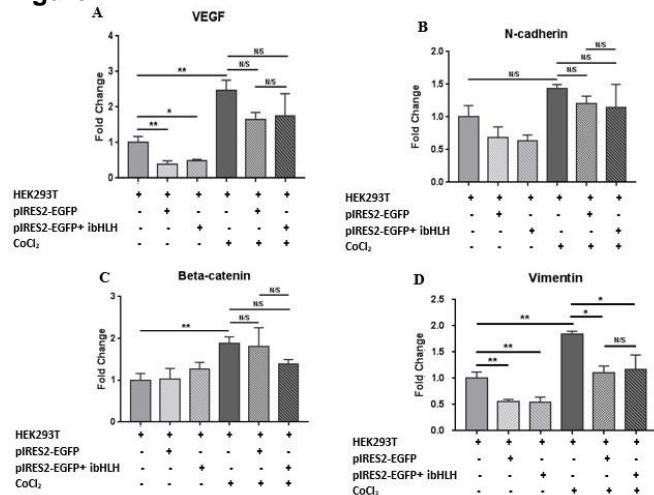 A
VEGF
Fold Change
4
3
2
1
0
**
*
**
N/S
N/S
N/S
HEK293T + + + + + +
pIRES2-EGFP - + - - + -
pIRES2-EGFP+ ibHLH - - + - - +
CoCl₂ - - - + + +
B
N-cadherin
Fold Change
2.0
1.5
1.0
0.5
0.0
N/S
N/S
N/S
N/S
HEK293T + + + + + +
pIRES2-EGFP - + - - + -
pIRES2-EGFP+ ibHLH - - + - - +
CoCl₂ - - - + + +
C
Beta-catenin
Fold Change
3
2
1
0
**
N/S
N/S
N/S
HEK293T + + + + + +
pIRES2-EGFP - + - - + -
pIRES2-EGFP+ ibHLH - - + - - +
CoCl₂ - - - + + +
D
Vimentin
Fold Change
2.5
2.0
1.5
1.0
0.5
0.0
**
**
**
*
*
N/S
HEK293T + + + + + +
pIRES2-EGFP - + - - + -
pIRES2-EGFP+ ibHLH - - + - - +
CoCl₂ - - - + + +